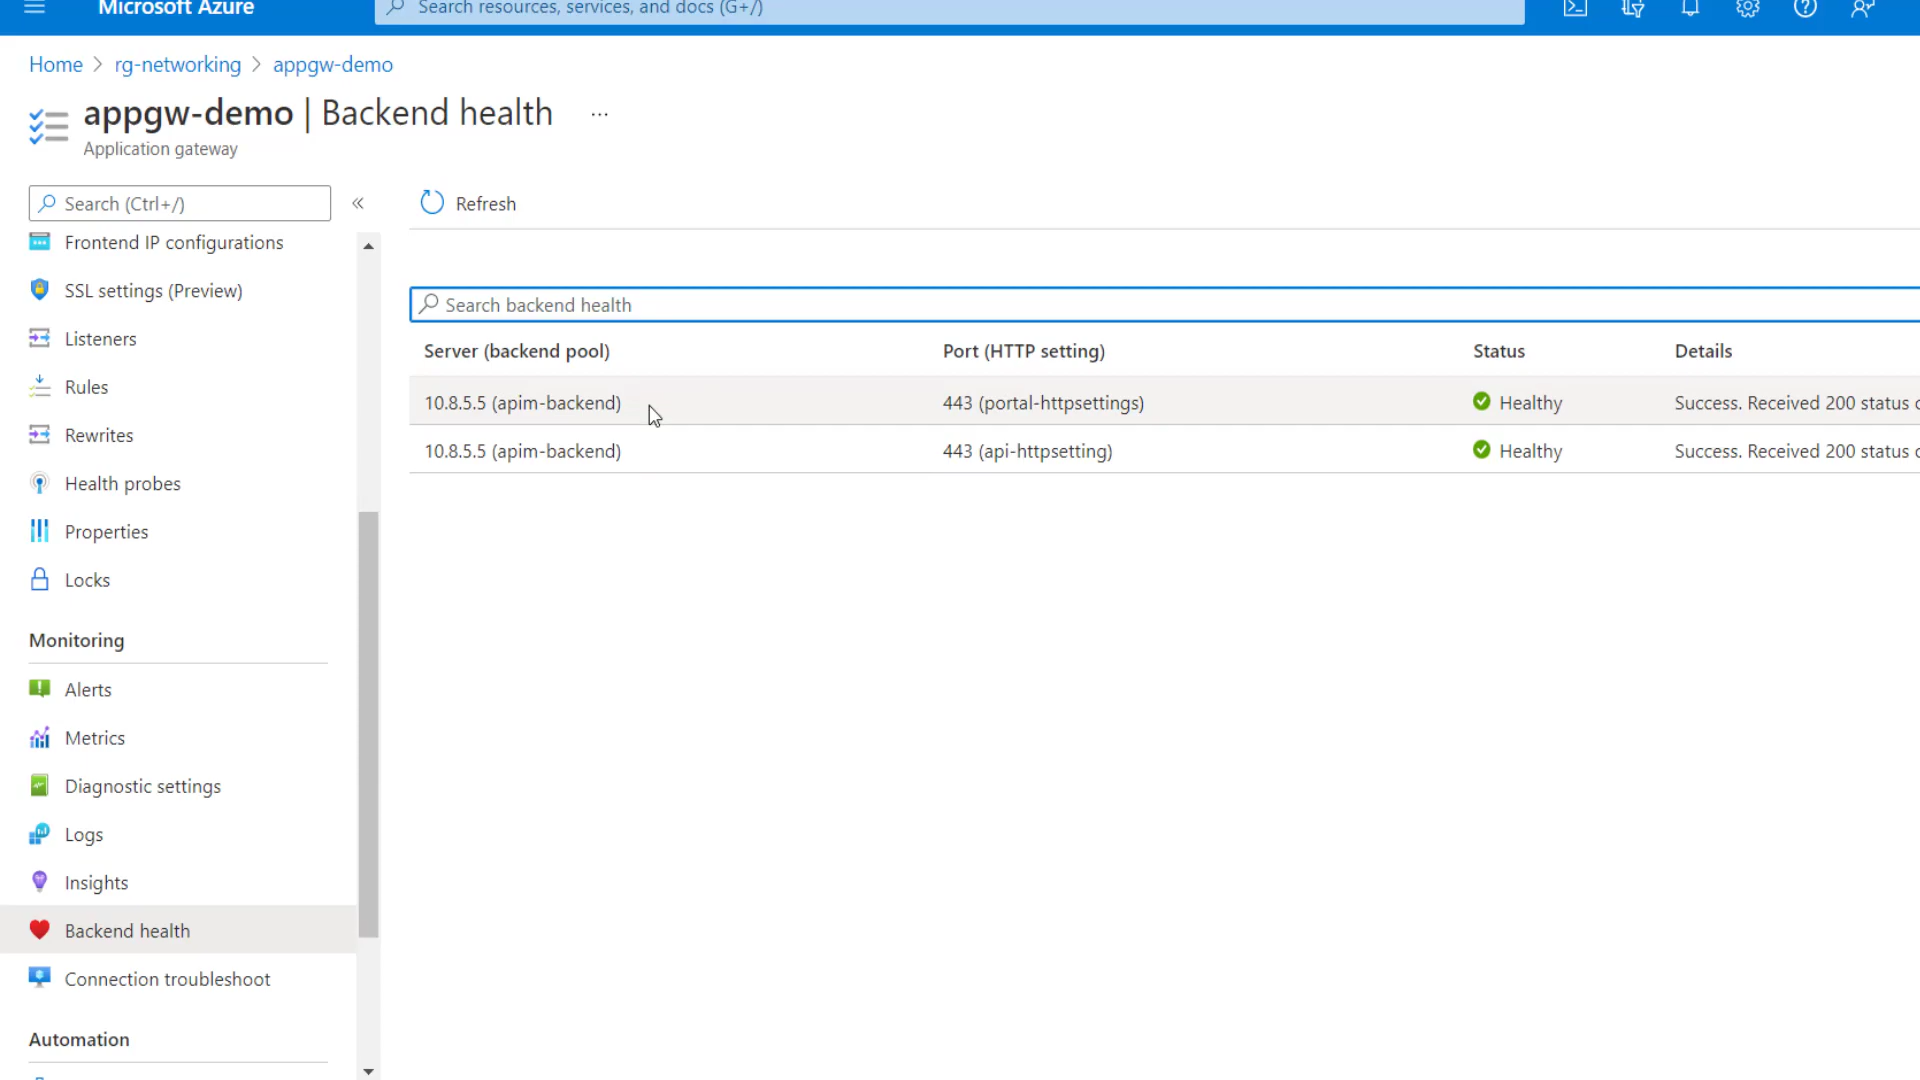 Microsoft Azure
Search resources, services, and docs (G+/)
Home > rg-networking > appgw-demo
appgw-demo | Backend health ...
Application gateway
Search (Ctrl+/)
«
Refresh
Frontend IP configurations
SSL settings (Preview)
Listeners
Rules
Rewrites
Health probes
Properties
Locks
Monitoring
Alerts
Metrics
Diagnostic settings
Logs
Insights
Backend health
Connection troubleshoot
Automation
Search backend health
Server (backend pool) Port (HTTP setting) Status Details
10.8.5.5 (apim-backend) 443 (portal-httpsettings) Healthy Success. Received 200 status
10.8.5.5 (apim-backend) 443 (api-httpsetting) Healthy Success. Received 200 status